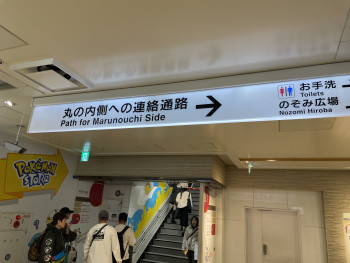 丸の内側への連絡通路
Path for Marunouchi Side
お手洗
Toilets
のぞみ広場
Nozomi Hiroba
Pokémon
STORE